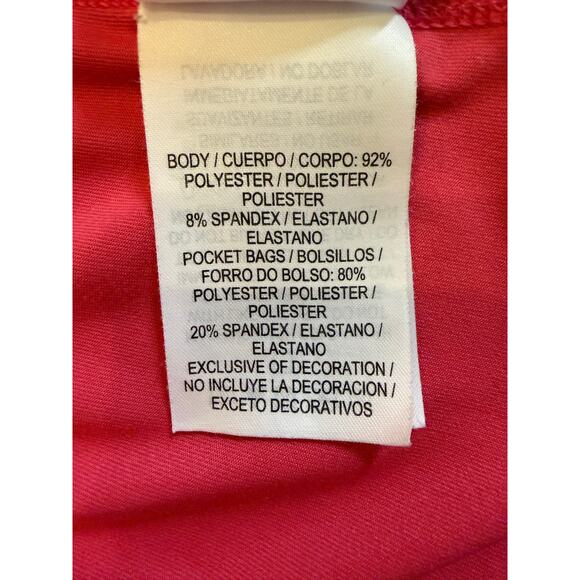 BODY / CUERPO / CORPO: 92%
POLYESTER / POLIESTER /
POLIESTER
8% SPANDEX / ELASTANO /
ELASTANO
POCKET BAGS / BOLSILLOS /
FORRO DO BOLSO: 80%
POLYESTER / POLIESTER /
POLIESTER
20% SPANDEX / ELASTANO /
ELASTANO
EXCLUSIVE OF DECORATION /
NO INCLUYE LA DECORACION /
EXCETO DECORATIVOS